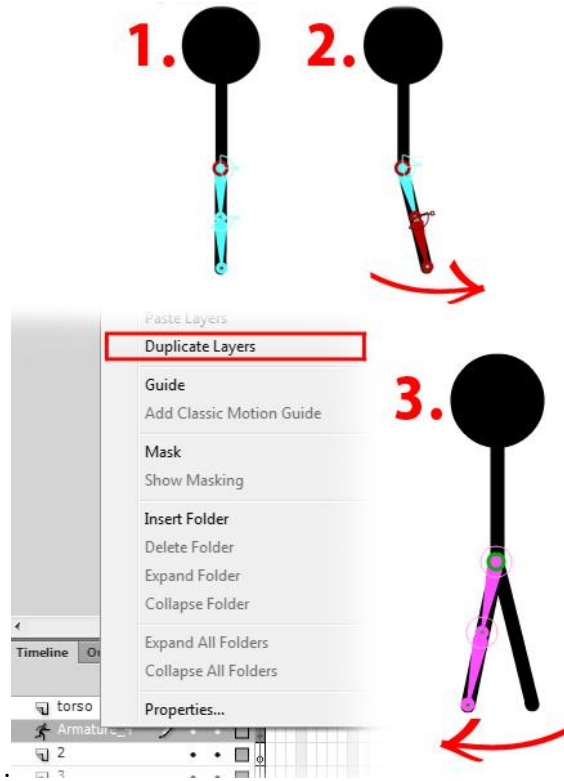 1.
2.
Paste Layers
Duplicate Layers
Guide
Add Classic Motion Guide
3.
Mask
Show Masking
Insert Folder
Delete Folder
Expand Folder
Collapse Folder
Expand All Folders
Collapse All Folders
Properties...
Timeline
torso
2
3